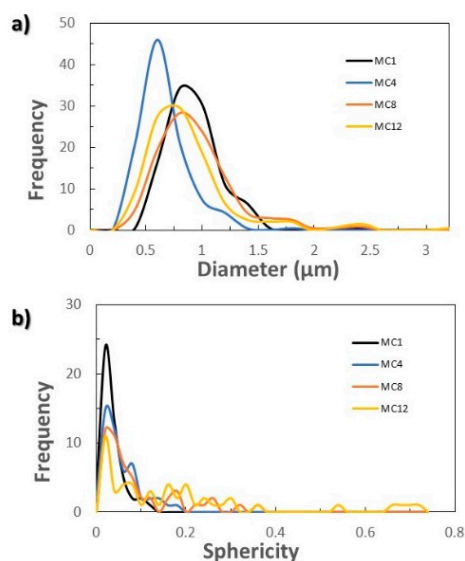 a)
50
40
30
20
10
0
Frequency
0 0.5 1 1.5 2 2.5 3
Diameter (µm)
MC1
MC4
MC8
MC12
b)
30
20
10
0
Frequency
0 0.2 0.4 0.6 0.8
Sphericity
MC1
MC4
MC8
MC12